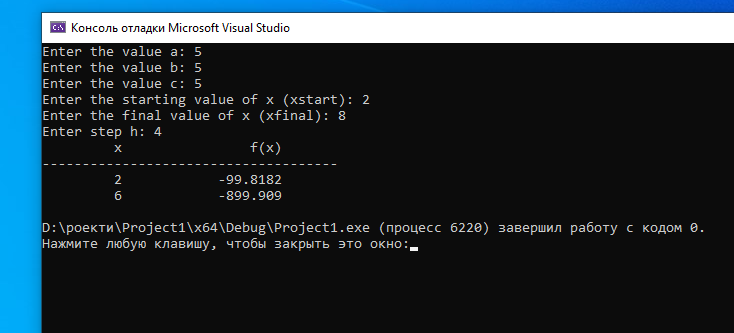 Консоль отладки Microsoft Visual Studio
Enter the value a: 5
Enter the value b: 5
Enter the value c: 5
Enter the starting value of x (xstart): 2
Enter the final value of x (xfinal): 8
Enter step h: 4
x f(x)
-------------------------------------
2 -99.8182
6 -899.909
D:\роекти\Project1\x64\Debug\Project1.exe (процесс 6220) завершил работу с кодом 0.
Нажмите любую клавишу, чтобы закрыть это окно: